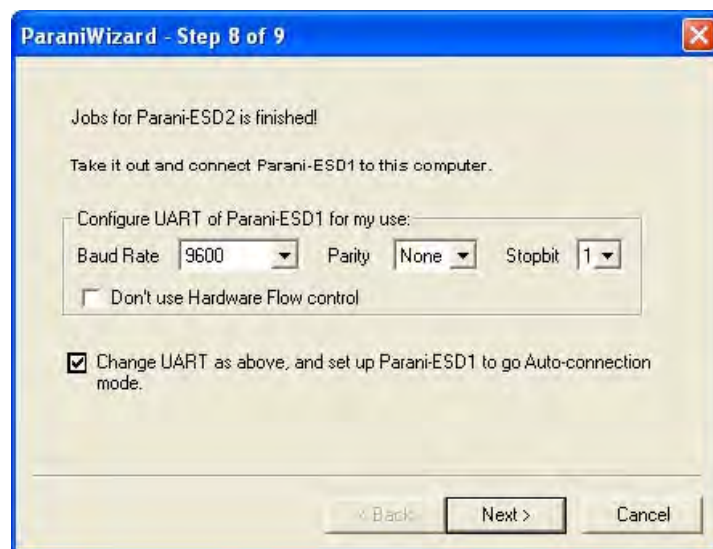 ParaniWizard - Step 8 of 9
Jobs for Parani-ESD2 is finished!
Take it out and connect Parani-ESD1 to this computer.
Configure UART of Parani-ESD1 for my use:
Baud Rate 9600 Parity None Stopbit 1
Don't use Hardware Flow control
Change UART as above, and set up Parani-ESD1 to go Auto-connection
mode.
< Back Next > Cancel